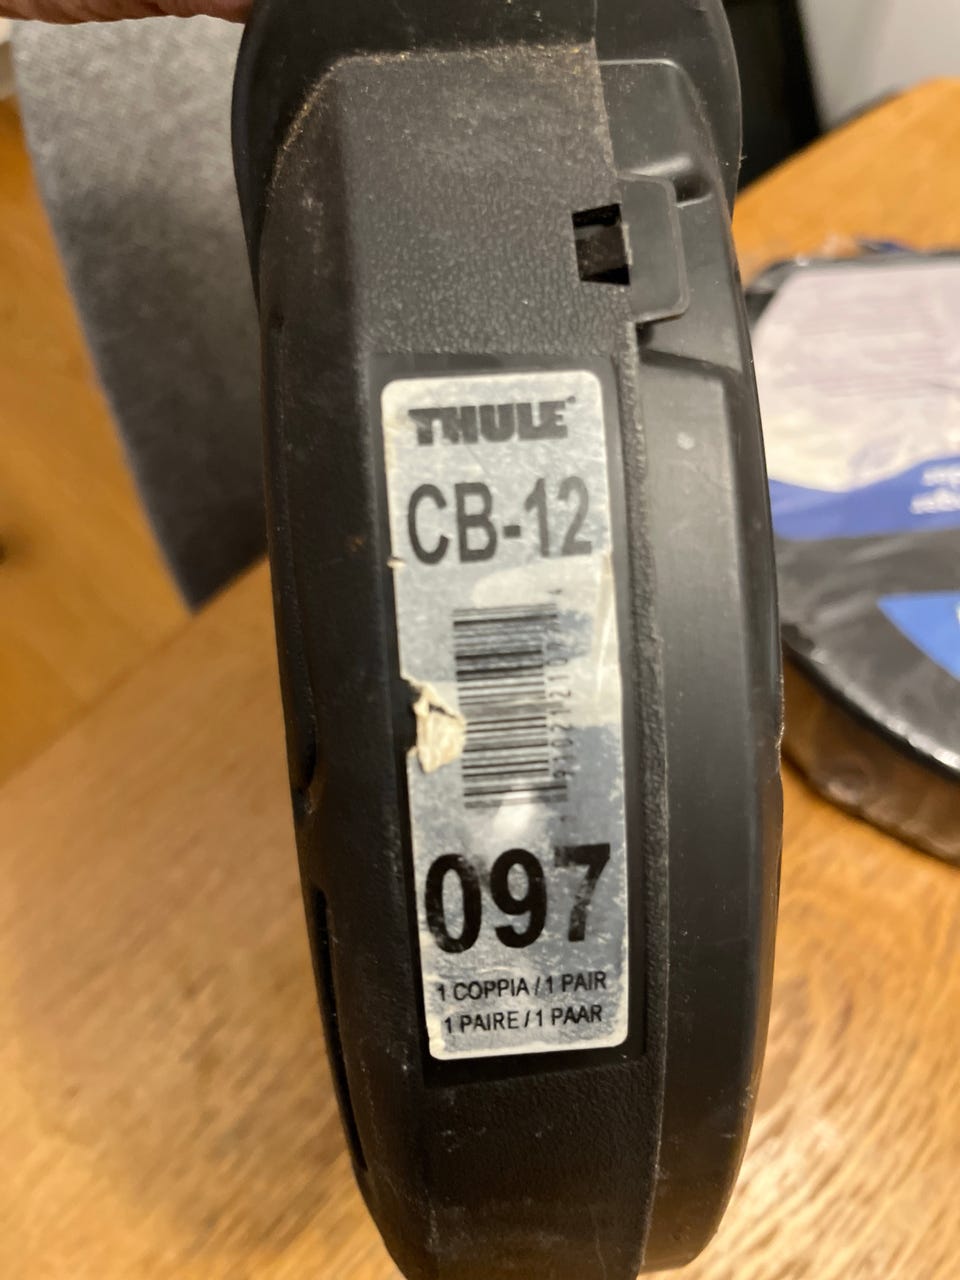 THULE
CB-12
097
1 COPPIA / 1 PAIR
1 PAIRE / 1 PAAR